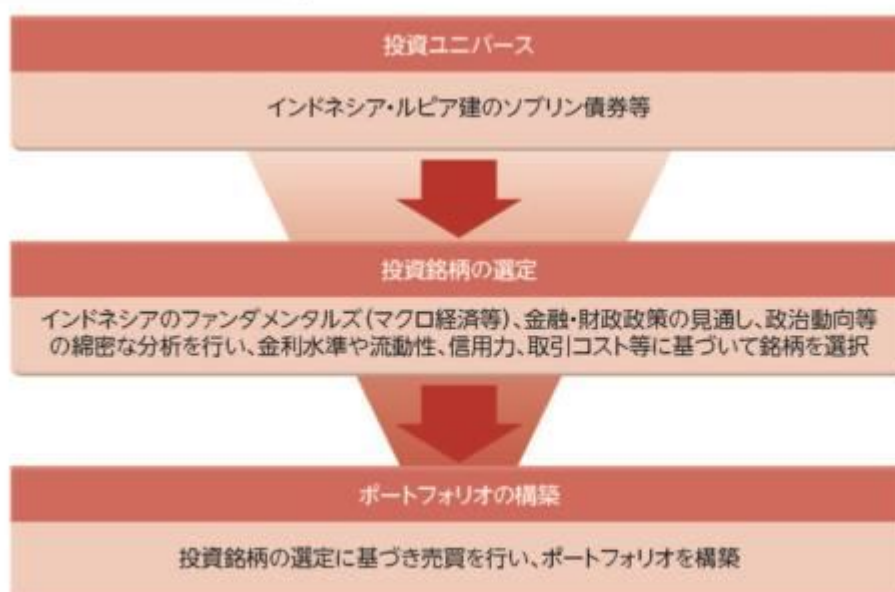 投資ユニバース
インドネシア・ルピア建のソブリン債券等
投資銘柄の選定
インドネシアのファンダメンタルズ(マクロ経済等)、金融・財政政策の見通し、政治動向等
の綿密な分析を行い、金利水準や流動性、信用力、取引コスト等に基づいて銘柄を選択
ポートフォリオの構築
投資銘柄の選定に基づき売買を行い、ポートフォリオを構築